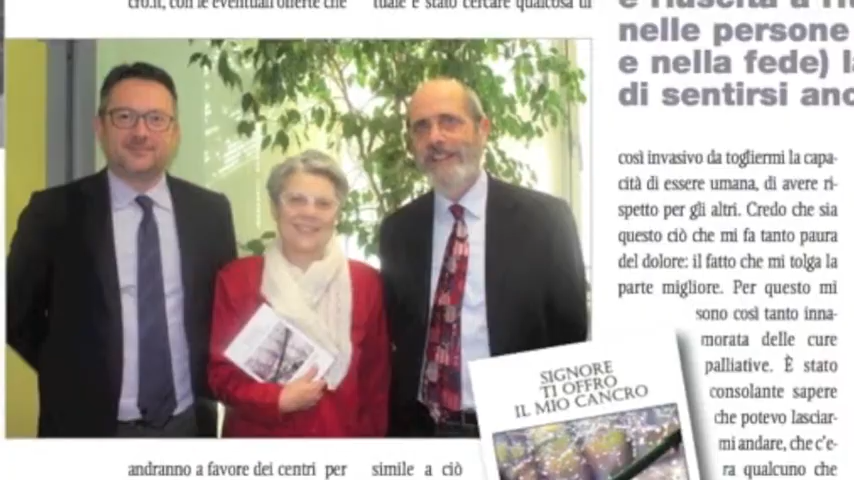 cro.it, con le eventuali offerte che
tuale è stato cercare qualcosa di
nelle persone
e nella fede) la
di sentirsi anc
così invasivo da togliermi la capa-
cità di essere umana, di avere ri-
spetto per gli altri. Credo che sia
questo ciò che mi fa tanto paura
del dolore: il fatto che mi tolga la
parte migliore. Per questo mi
sono così tanto inna-
morata delle cure
palliative. È stato
consolante sapere
che potevo lasciar-
mi andare, che c'e-
ra qualcuno che
SIGNORE
TI OFFRO
IL MIO CANCRO
andranno a favore dei centri per
simile a ciò